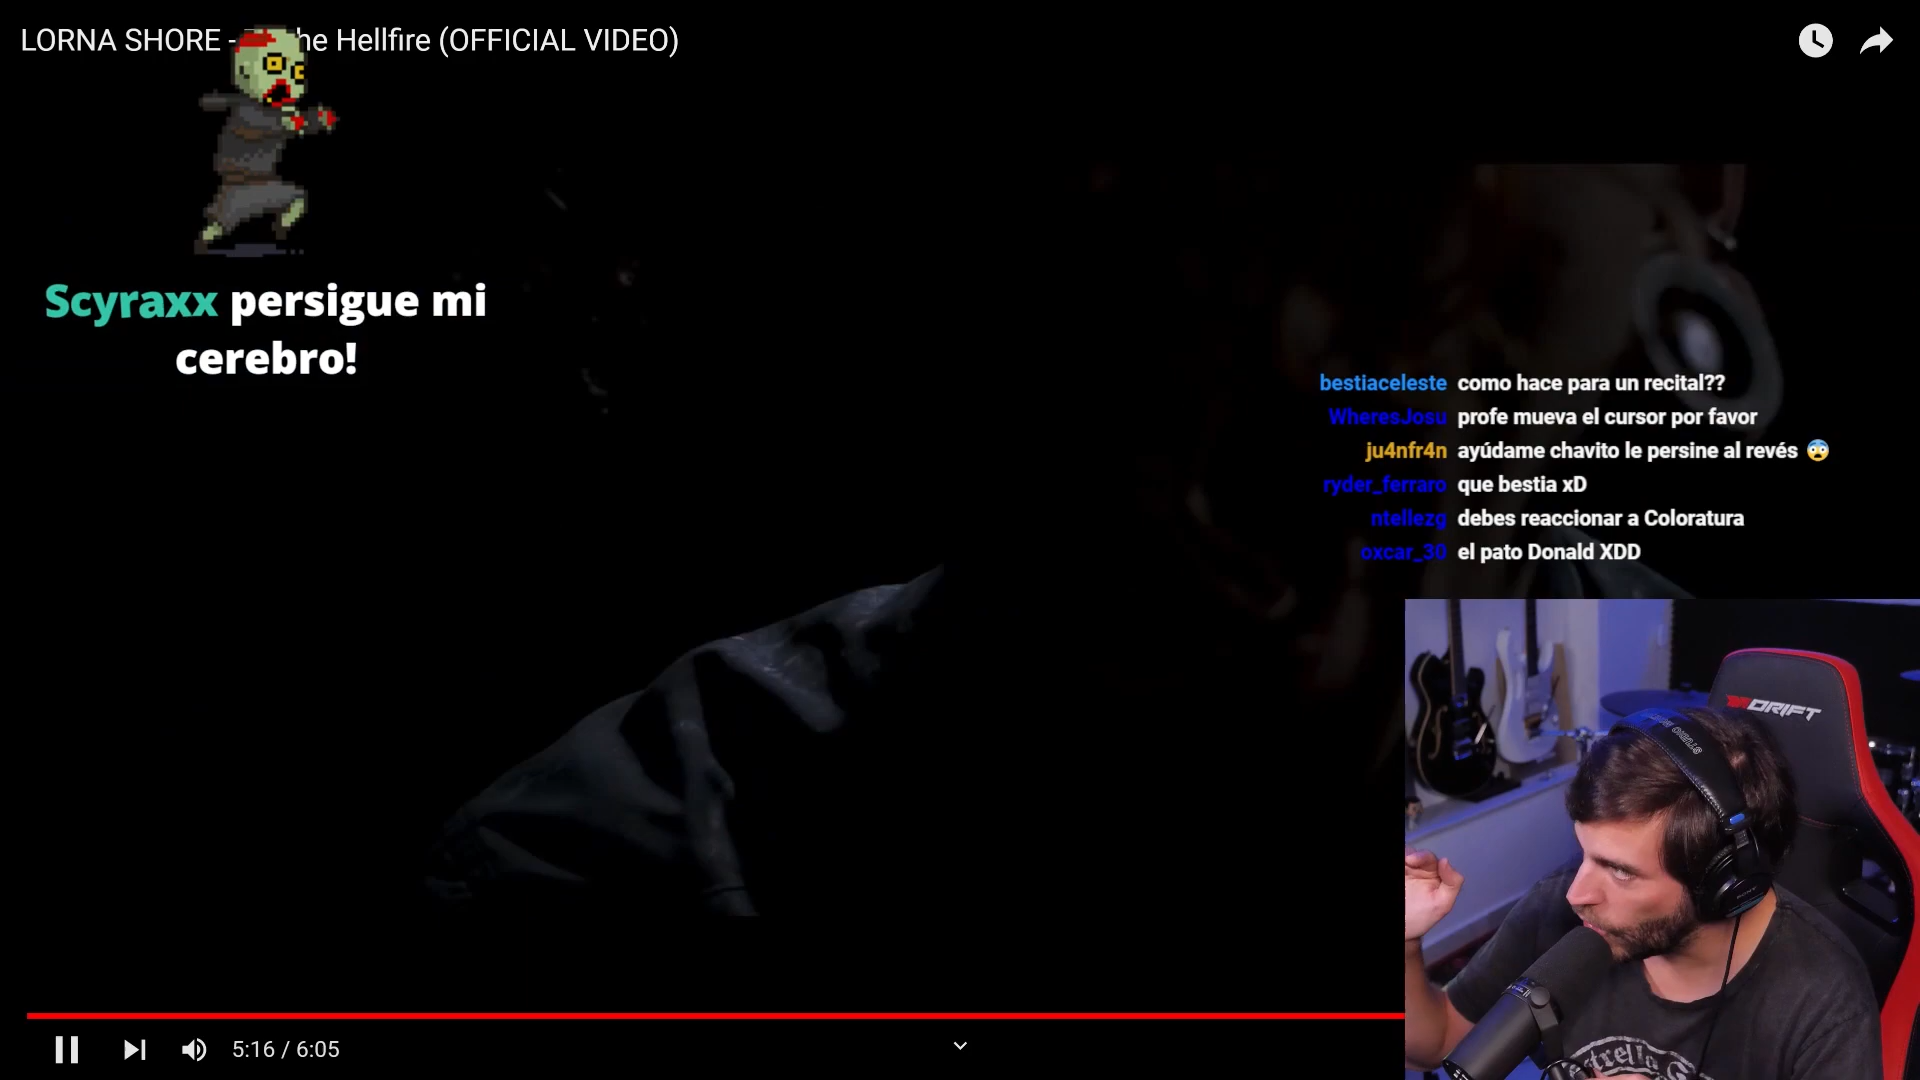 LORNA SHORE - he Hellfire (OFFICIAL VIDEO)
Scyraxx persigue mi
cerebro!
bestiaceleste como hace para un recital??
WheresJosu profe mueva el cursor por favor
ju4nfr4n ayúdame chavito le persine al revés 😨
ryder_ferraro que bestia xD
ntellezg debes reaccionar a Coloratura
oxcar_30 el pato Donald XDD
DRIFT
STUDIO
5:16 / 6:05